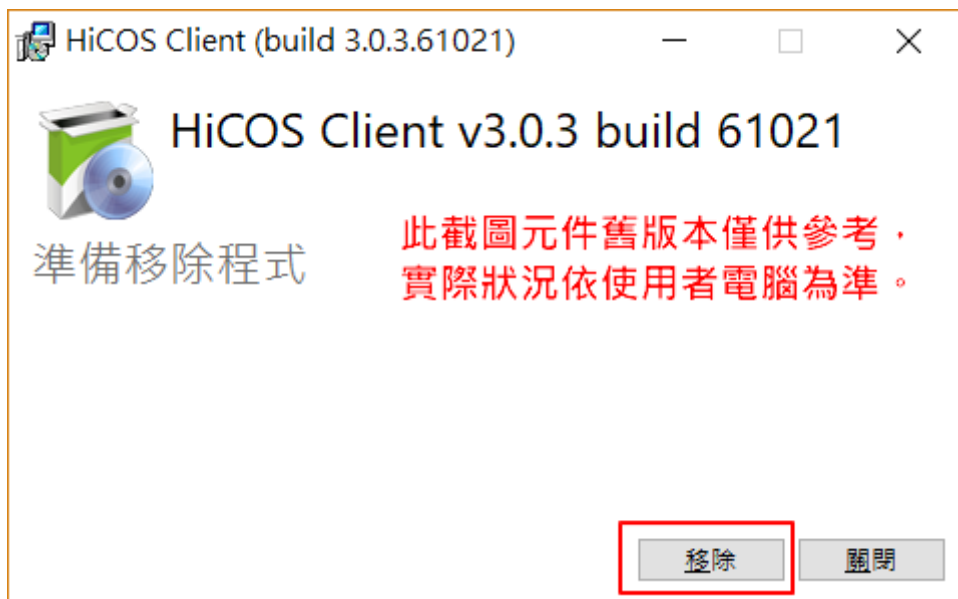 HiCOS Client (build 3.0.3.61021)
HiCOS Client v3.0.3 build 61021
準備移除程式
此截圖元件舊版本僅供參考，
實際狀況依使用者電腦為準。
移除
關閉